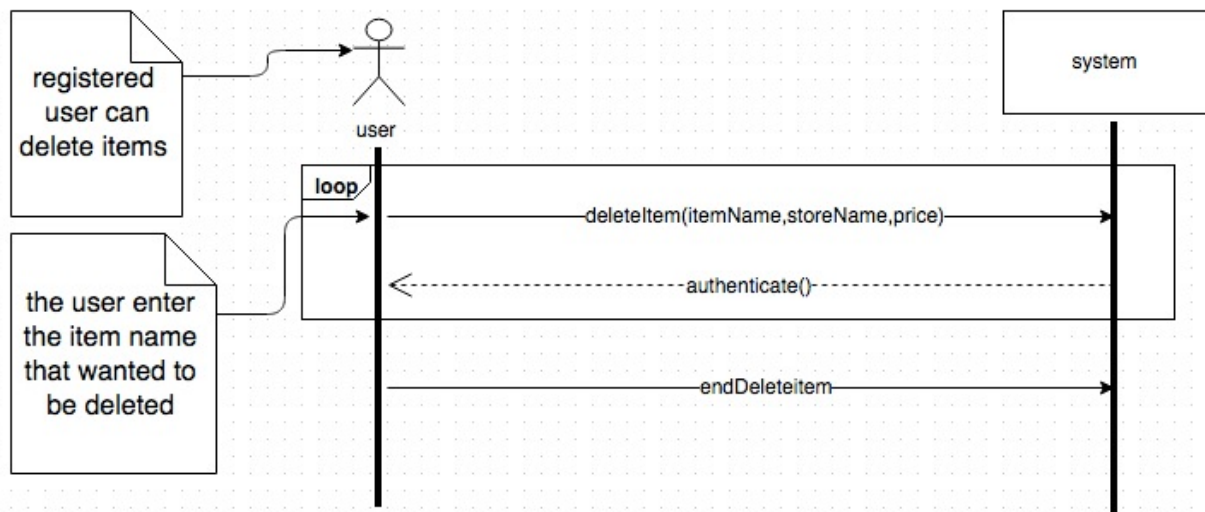 registered
user can
delete items
user
system
loop
deleteItem(itemName,storeName,price)
authenticate()
the user enter
the item name
that wanted to
be deleted
endDeleteitem